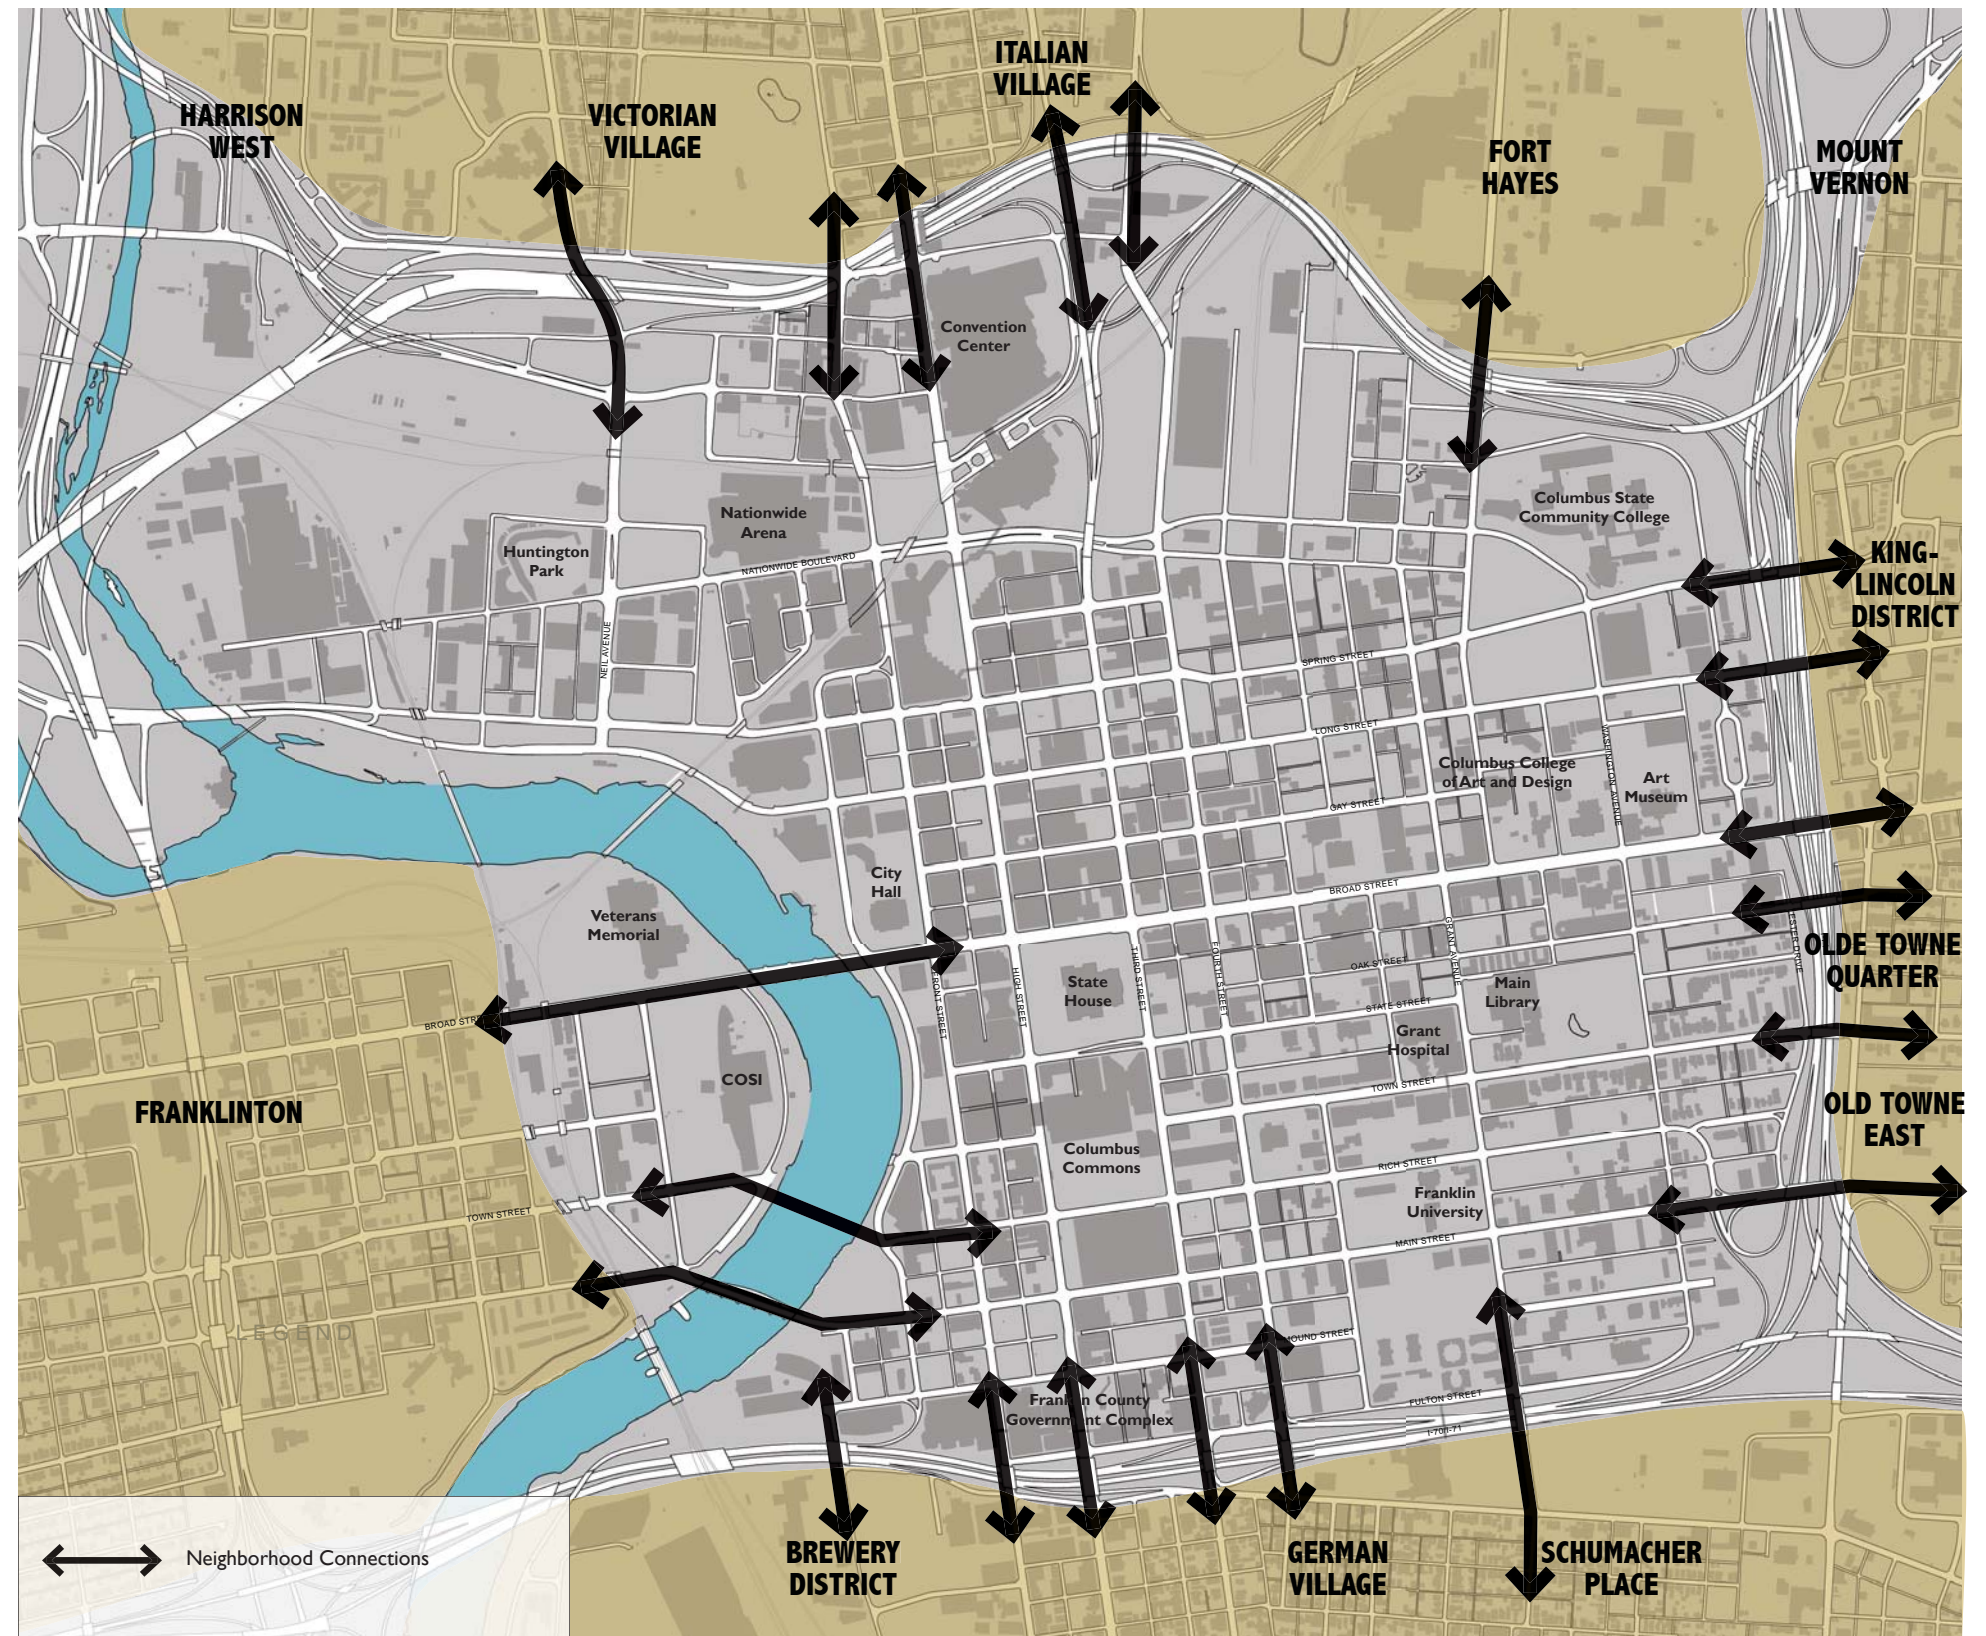 ITALIAN
VILLAGE
HARRISON
WEST
VICTORIAN
VILLAGE
FORT
HAYES
MOUNT
VERNON
Convention
Center
Columbus State
Community College
Nationwide
Arena
Huntington
Park
NATIONWIDE BOULEVARD
KING-
LINCOLN
DISTRICT
NEIL AVENUE
SPRING STREET
LONG STREET
WASHINGTON AVENUE
Columbus College
of Art and Design
Art
Museum
GAY STREET
City
Hall
BROAD STREET
Veterans
Memorial
GRANT AVENUE
OLDE TOWNE
QUARTER
OAK STREET
FRONT STREET
HIGH STREET
THIRD STREET
FOURTH STREET
State
House
Main
Library
STATE STREET
BROAD STRE
Grant
Hospital
COSI
TOWN STREET
FRANKLINTON
OLD TOWNE
EAST
Columbus
Commons
RICH STREET
Franklin
University
TOWN STREET
MAIN STREET
LEGEND
MOUND STREET
Franklin County
Government Complex
FULTON STREET
I-70/I-71
Neighborhood Connections
BREWERY
DISTRICT
GERMAN
VILLAGE
SCHUMACHER
PLACE